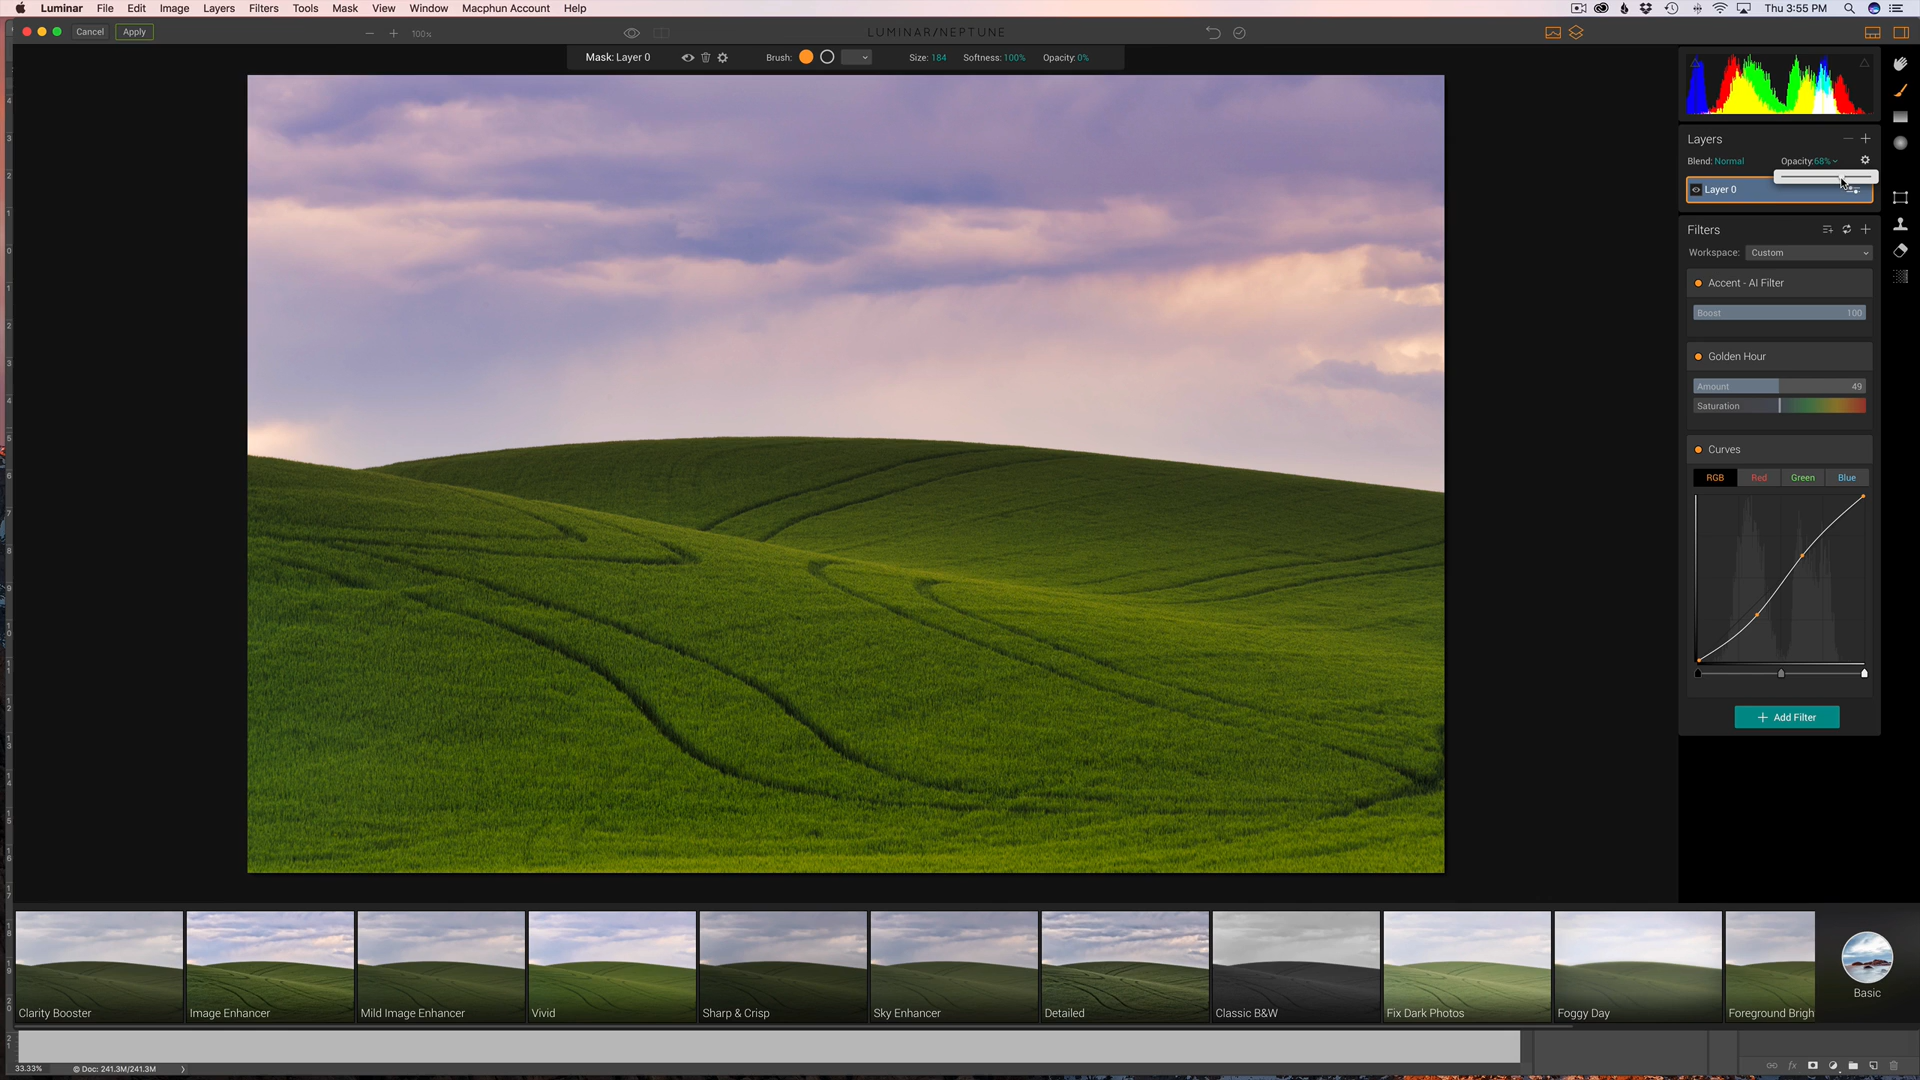 Luminar File Edit Image Layers Filters Tools Mask View Window Macphun Account Help Thu 3:55 PM
Cancel Apply 100% LUMINAR/NEPTUNE
Mask: Layer 0 Brush: Size: 184 Softness: 100% Opacity: 0%
Layers
Blend: Normal Opacity: 68%
Layer 0
Filters
Workspace: Custom
Accent - AI Filter
Boost 100
Golden Hour
Amount 49
Saturation
Curves
RGB Red Green Blue
Add Filter
Clarity Booster Image Enhancer Mild Image Enhancer Vivid Sharp & Crisp Sky Enhancer Detailed Classic B&W Fix Dark Photos Foggy Day Foreground Brigh
Basic
33.33% Doc: 241.3M/241.3M